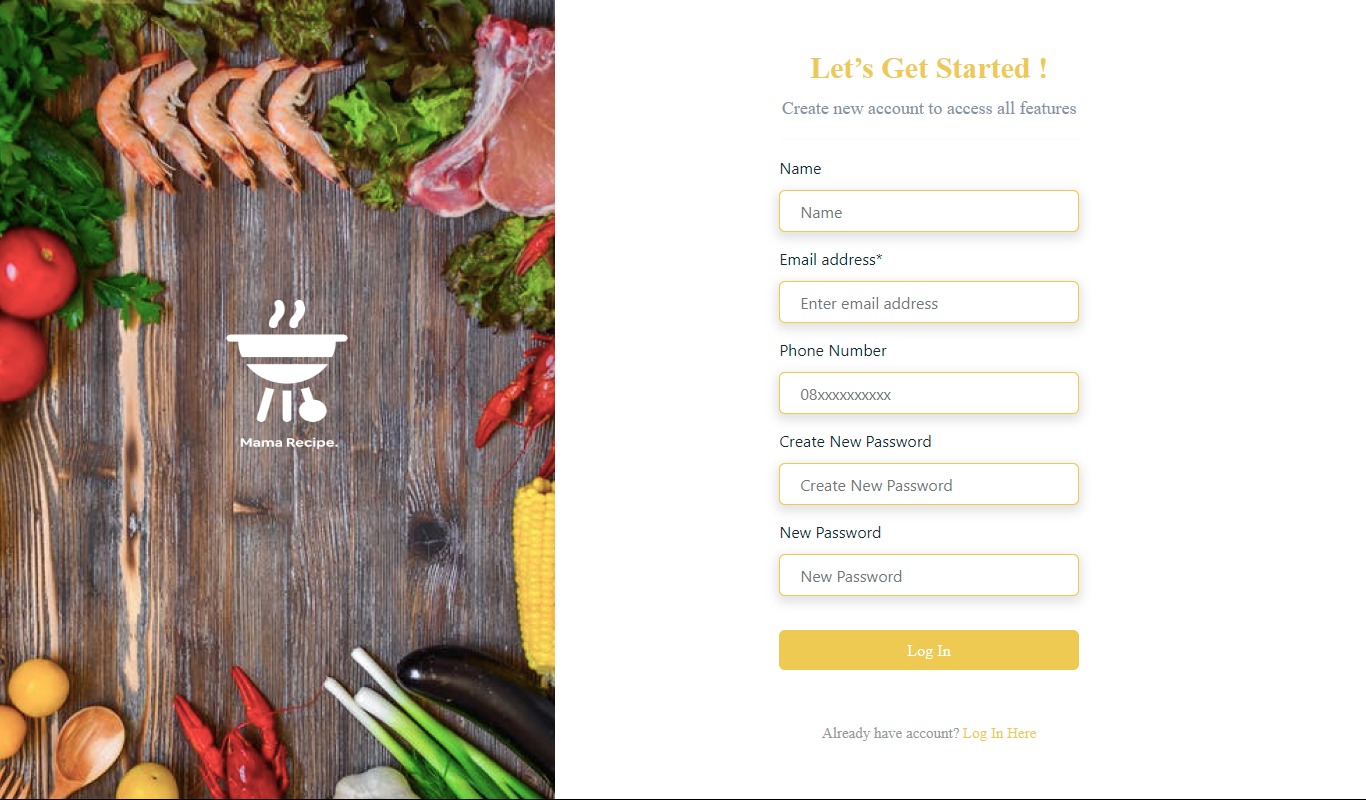 Mama Recipe.
Let’s Get Started !
Create new account to access all features
Name
Name
Email address*
Enter email address
Phone Number
08xxxxxxxxxx
Create New Password
Create New Password
New Password
New Password
Log In
Already have account? Log In Here